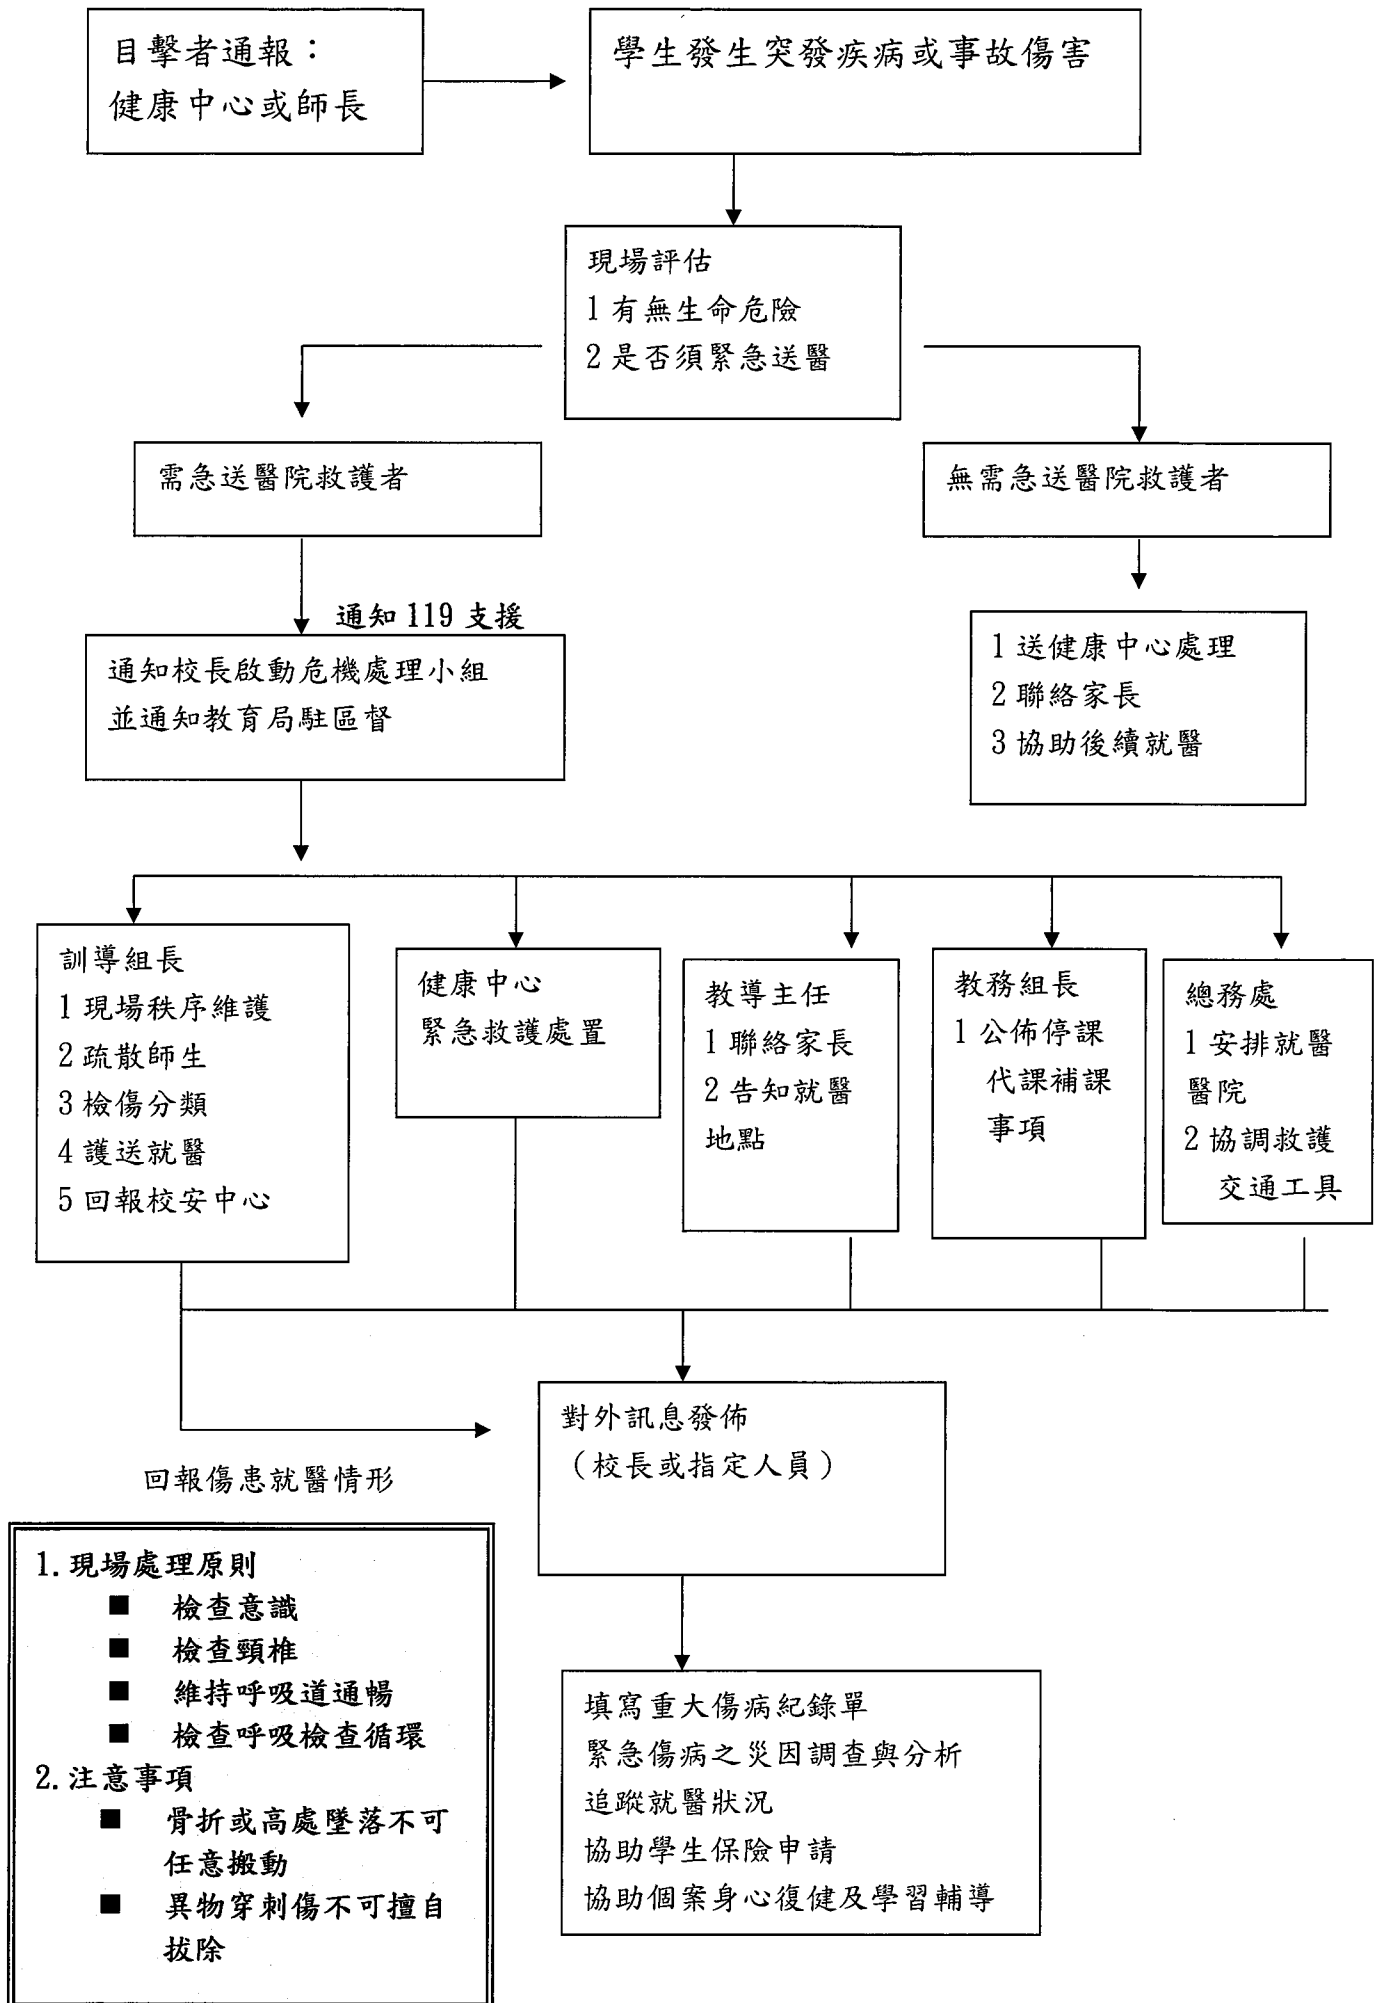 目擊者通報：
健康中心或師長
學生發生突發疾病或事故傷害
現場評估
1 有無生命危險
2 是否須緊急送醫
需急送醫院救護者
無需急送醫院救護者
通知 119 支援
通知校長啟動危機處理小組
並通知教育局駐區督
1 送健康中心處理
2 聯絡家長
3 協助後續就醫
訓導組長
1 現場秩序維護
2 疏散師生
3 檢傷分類
4 護送就醫
5 回報校安中心
健康中心
緊急救護處置
教導主任
1 聯絡家長
2 告知就醫
地點
教務組長
1 公佈停課
代課補課
事項
總務處
1 安排就醫
醫院
2 協調救護
交通工具
對外訊息發佈
（校長或指定人員）
回報傷患就醫情形
1. 現場處理原則
■ 檢查意識
■ 檢查頸椎
■ 維持呼吸道通暢
■ 檢查呼吸檢查循環
2. 注意事項
■ 骨折或高處墜落不可
任意搬動
■ 異物穿刺傷不可擅自
拔除
填寫重大傷病紀錄單
緊急傷病之災因調查與分析
追蹤就醫狀況
協助學生保險申請
協助個案身心復健及學習輔導